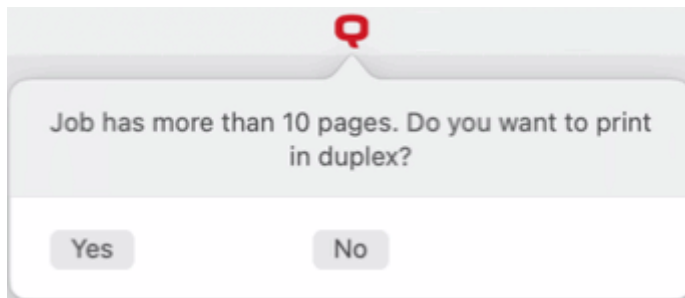 Q
Job has more than 10 pages. Do you want to print
in duplex?
Yes No